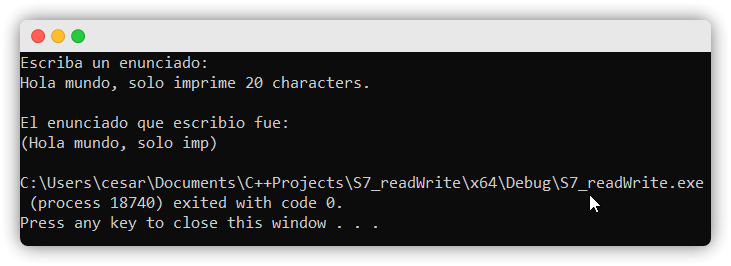 Escriba un enunciado:
Hola mundo, solo imprime 20 characters.
El enunciado que escribio fue:
(Hola mundo, solo imp)
C:\Users\cesar\Documents\C++Projects\S7_readWrite\x64\Debug\S7_readWrite.exe
(process 18740) exited with code 0.
Press any key to close this window . . .